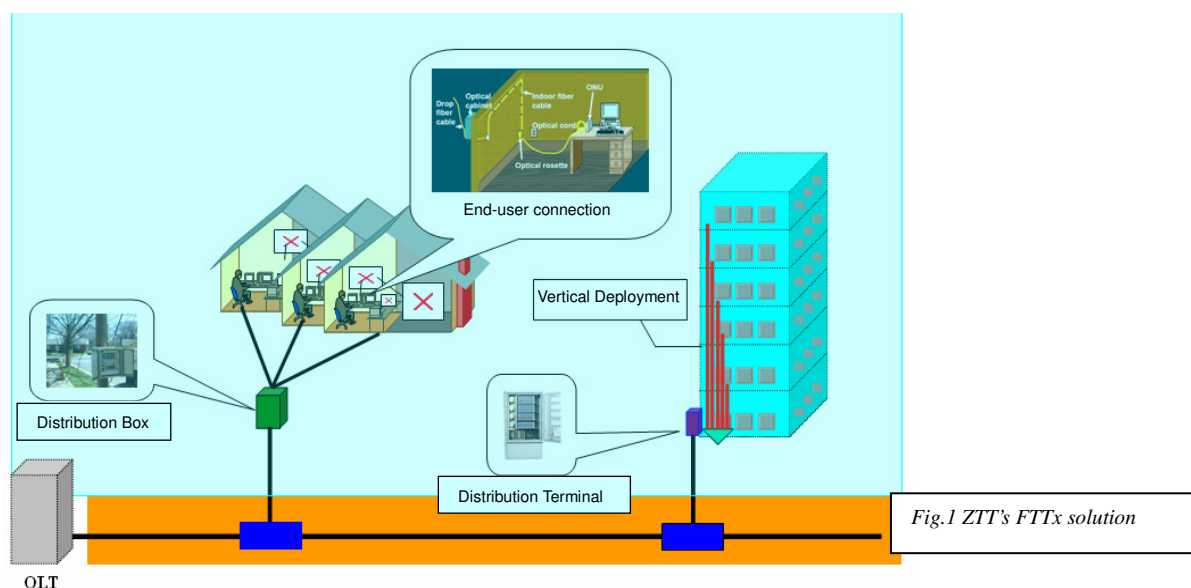 Drop
fiber
cable
Optical
cabinet
Indoor fiber
cable
ONU
Optical cord
Optical rosette
End-user connection
Vertical Deployment
Distribution Box
Distribution Terminal
Fig.1 ZTT's FTTx solution
OLT